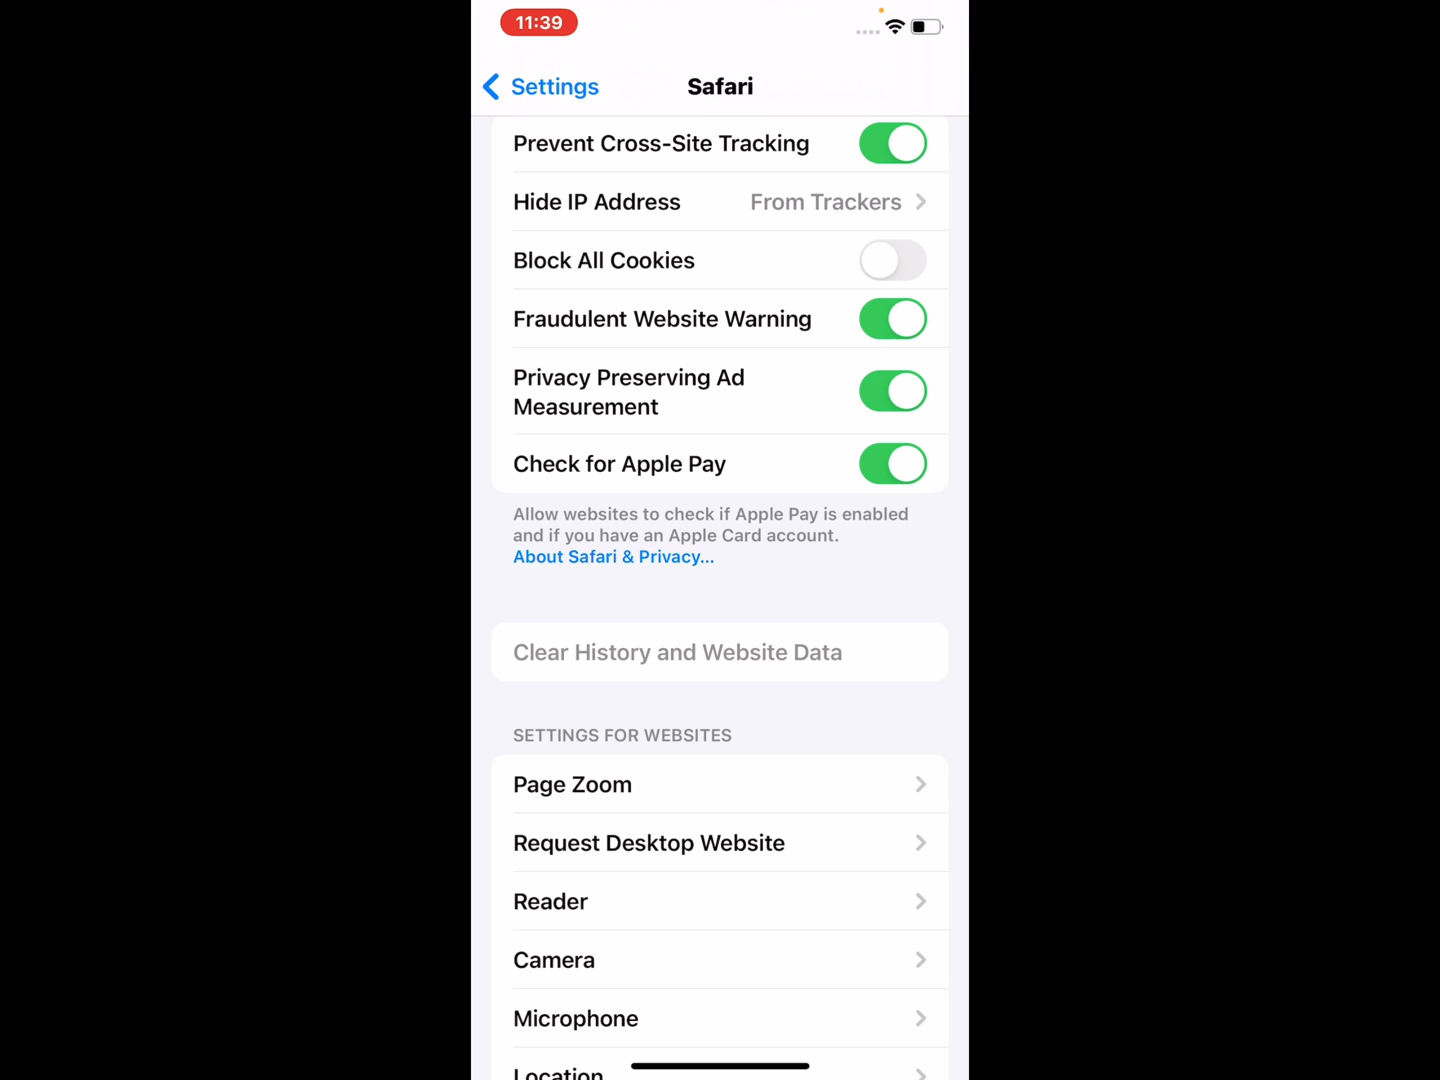 11:39
Settings
Safari
Prevent Cross-Site Tracking
Hide IP Address From Trackers
Block All Cookies
Fraudulent Website Warning
Privacy Preserving Ad
Measurement
Check for Apple Pay
Allow websites to check if Apple Pay is enabled
and if you have an Apple Card account.
About Safari & Privacy...
Clear History and Website Data
SETTINGS FOR WEBSITES
Page Zoom
Request Desktop Website
Reader
Camera
Microphone
Location